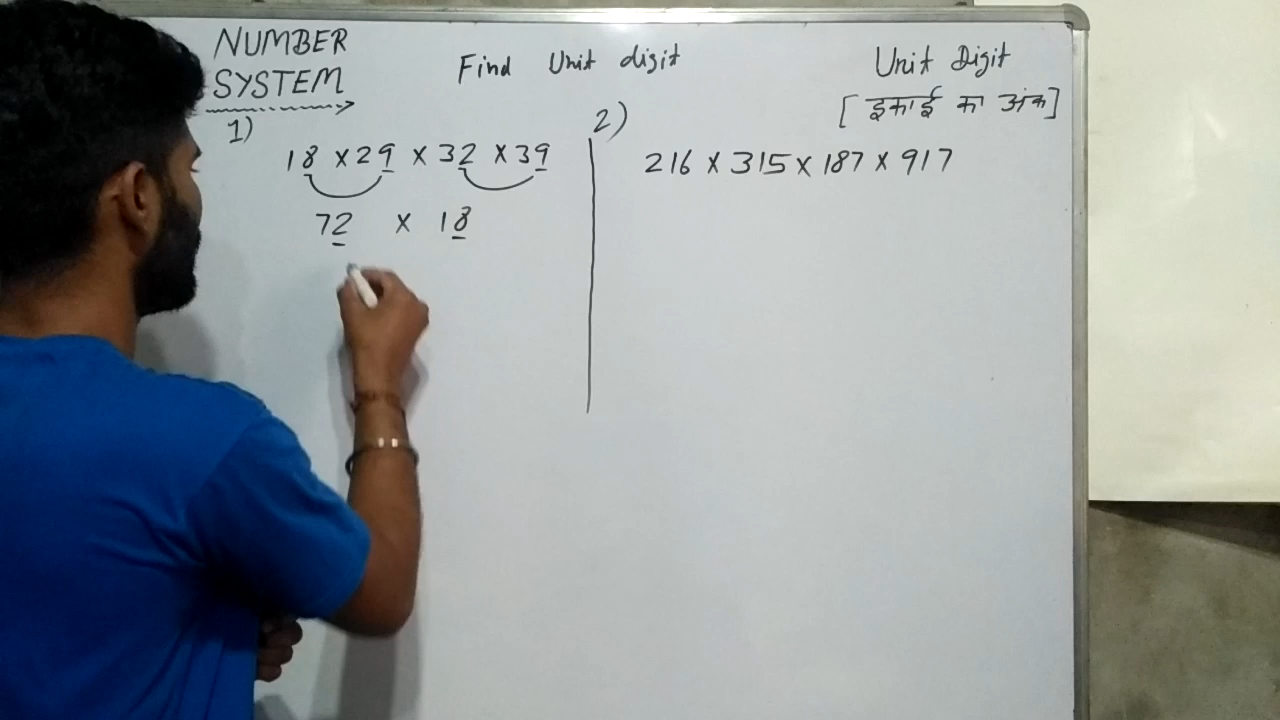 NUMBER
SYSTEM
Find Unit digit
Unit Digit
[इकाई का अंक]
1)
18 × 29 × 32 × 39
72 × 18
2)
216 × 315 × 187 × 917